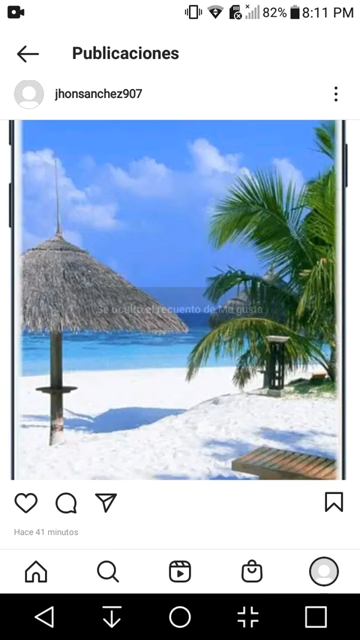 82% 8:11 PM
Publicaciones
jhonsanchez907
Se ocultó el recuento de Me gusta
Hace 41 minutos